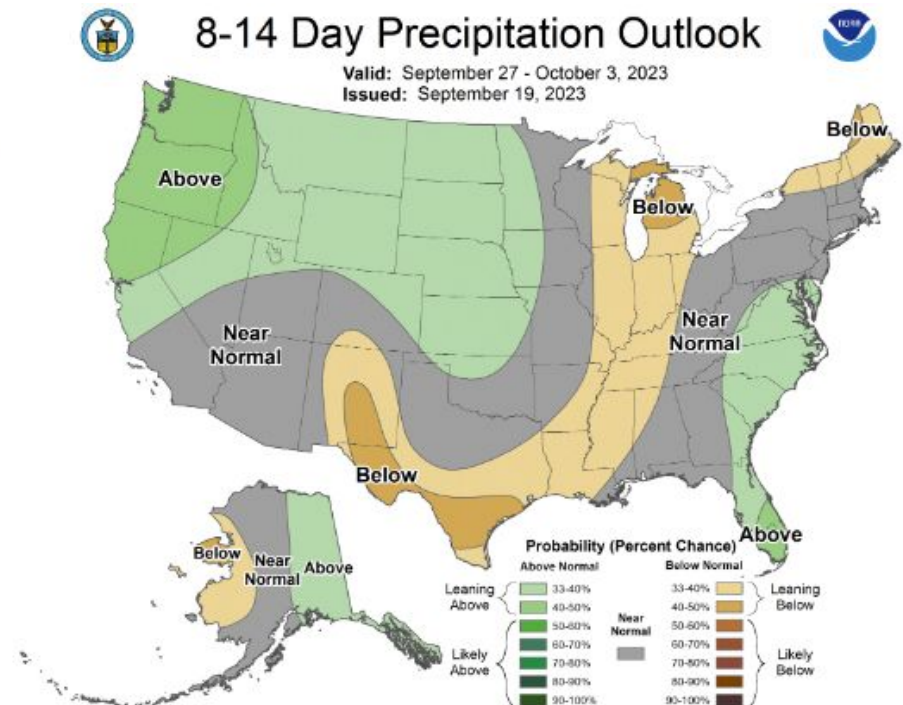 8-14 Day Precipitation Outlook
NOAA
Valid: September 27 - October 3, 2023
Issued: September 19, 2023
Above
Below
Below
Near
Normal
Near
Normal
Below
Above
Below
Near
Normal
Above
Probability (Percent Chance)
Above Normal
Below Normal
Leaning
Above
33-40%
40-50%
Likely
Above
50-60%
60-70%
70-80%
80-90%
90-100%
Near
Normal
33-40%
40-50%
Leaning
Below
50-60%
60-70%
70-80%
80-90%
90-100%
Likely
Below